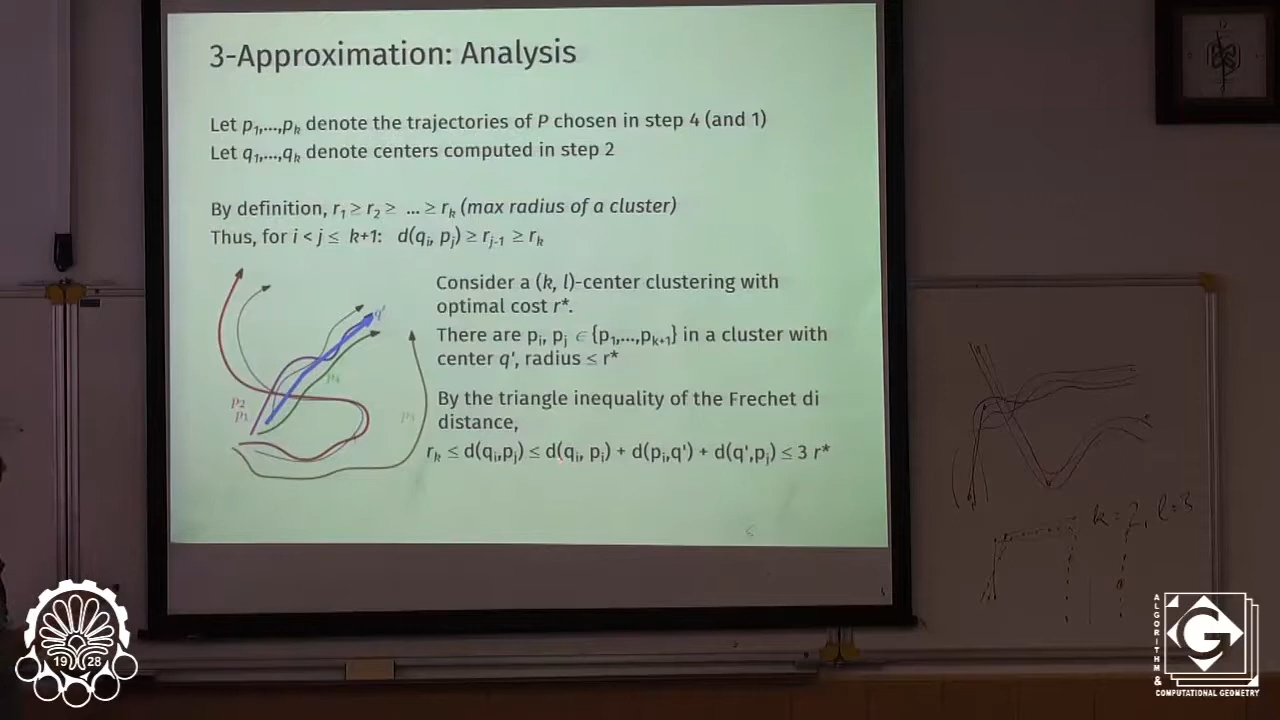 3-Approximation: Analysis
Let p1,...,pk denote the trajectories of P chosen in step 4 (and 1)
Let q1,...,qk denote centers computed in step 2
By definition, r1 ≥ r2 ≥ ... ≥ rk (max radius of a cluster)
Thus, for i < j ≤ k+1: d(qi, pj) ≥ rj-1 ≥ rk
Consider a (k, l)-center clustering with
optimal cost r*.
There are pi, pj ∈ {p1,...,pk+1} in a cluster with
center q', radius ≤ r*
By the triangle inequality of the Frechet di
distance,
rk ≤ d(qi,pj) ≤ d(qi, pi) + d(pi,q') + d(q',pj) ≤ 3 r*
q'
p4
p2
p1
k=2, l=3
19 28
ALGORITHM &
G
COMPUTATIONAL GEOMETRY